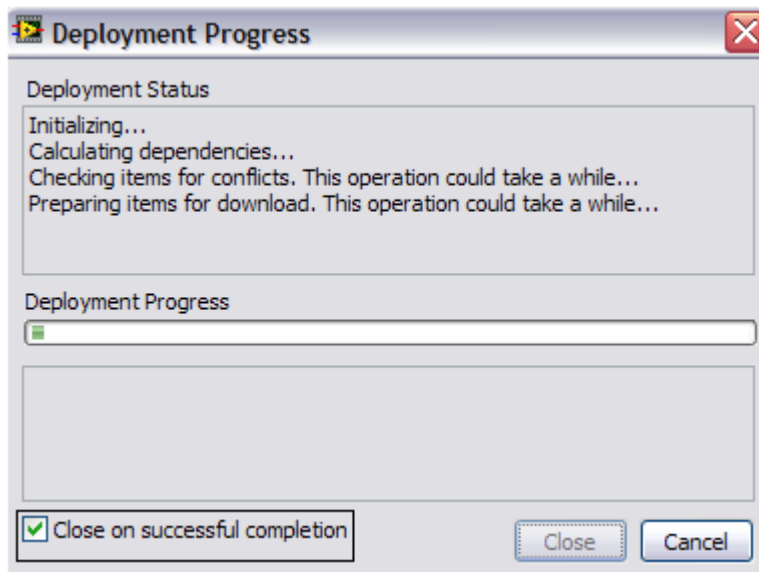 Deployment Progress
Deployment Status
Initializing...
Calculating dependencies...
Checking items for conflicts. This operation could take a while...
Preparing items for download. This operation could take a while...
Deployment Progress
Close on successful completion
Close
Cancel